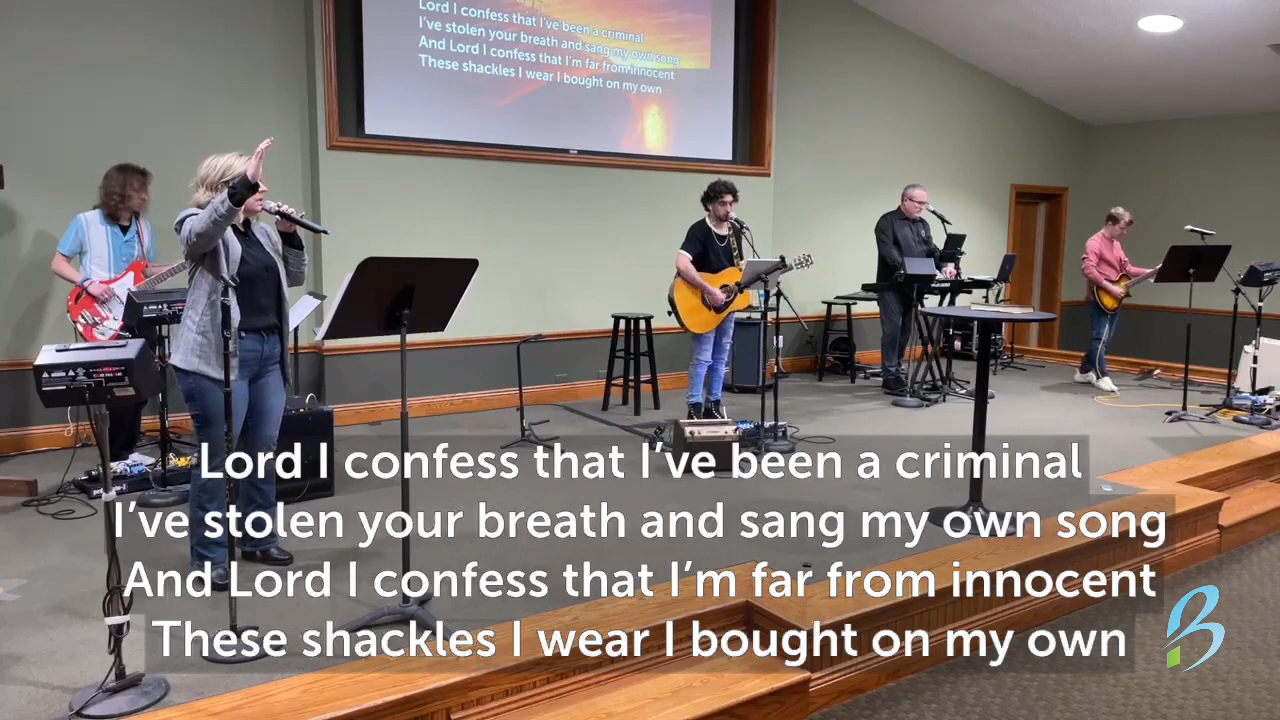 Lord I confess that I've been a criminal
I've stolen your breath and sang my own song
And Lord I confess that I'm far from innocent
These shackles I wear I bought on my own
Lord I confess that I've been a criminal
I've stolen your breath and sang my own song
And Lord I confess that I'm far from innocent
These shackles I wear I bought on my own
B